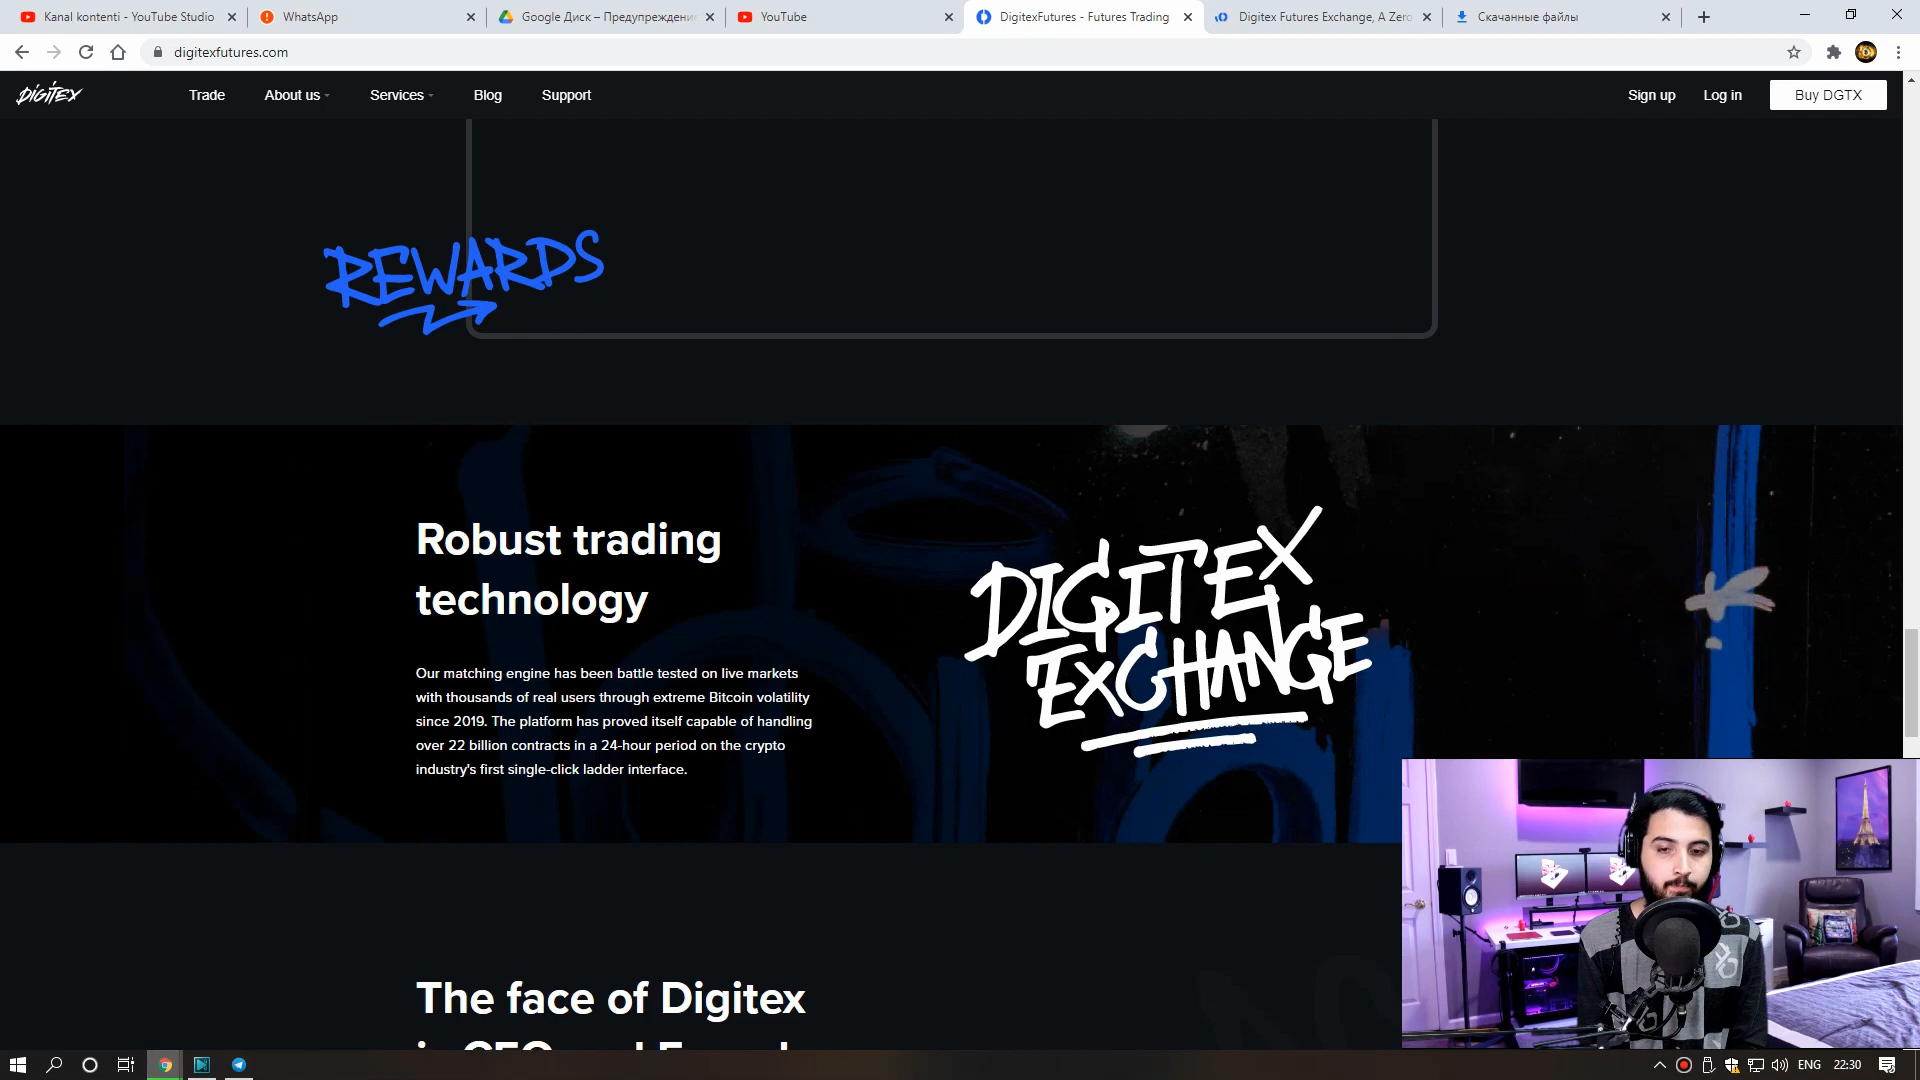 Kanal kontenti - YouTube Studio
WhatsApp
Google Диск – Предупреждени
YouTube
DigitexFutures - Futures Trading
Digitex Futures Exchange, A Zero
Скачанные файлы
digitexfutures.com
DIGITEX
Trade
About us
Services
Blog
Support
Sign up
Log in
Buy DGTX
REWARDS
Robust trading
technology
Our matching engine has been battle tested on live markets
with thousands of real users through extreme Bitcoin volatility
since 2019. The platform has proved itself capable of handling
over 22 billion contracts in a 24-hour period on the crypto
industry's first single-click ladder interface.
DIGITEX
EXCHANGE
The face of Digitex
ENG
22:30